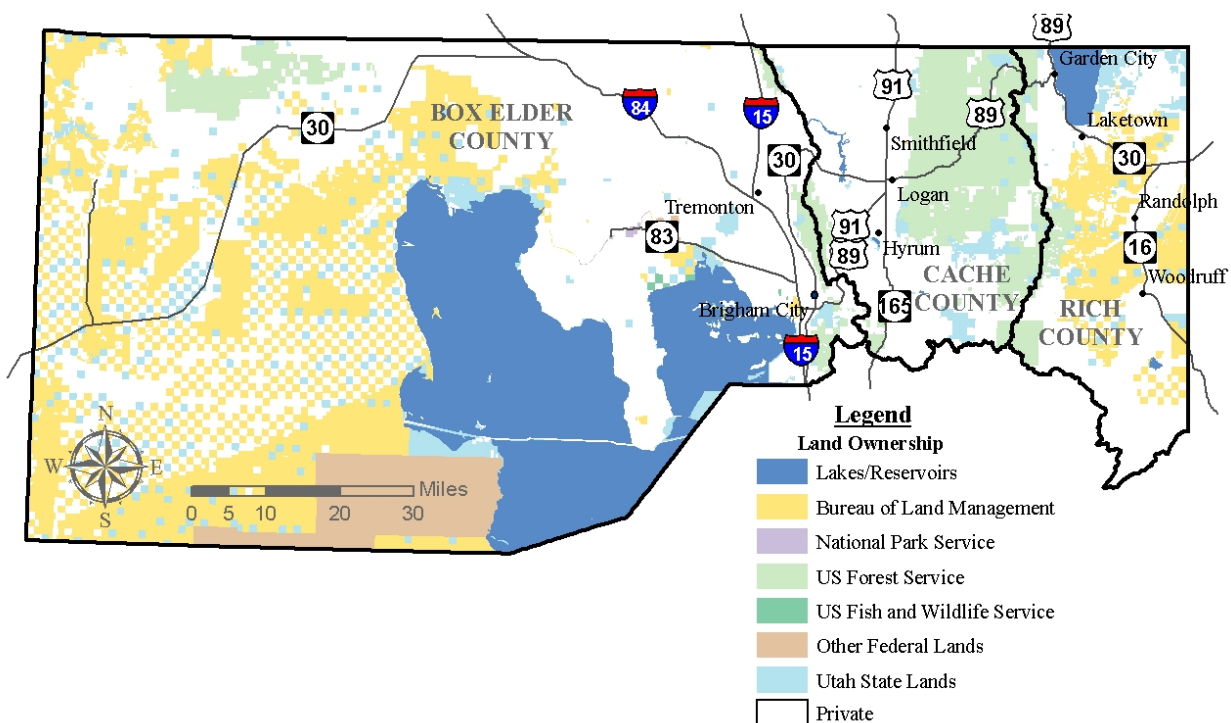 89
Garden City
91
84
15
89
BOX ELDER
COUNTY
30
Smithfield
Laketown
30
30
Logan
Tremonton
Randolph
91
83
89
Hyrum
16
CACHE
COUNTY
Woodruff
Brigham City
165
RICH
COUNTY
15
N
W E
S
Miles
0 5 10 20 30
Legend
Land Ownership
Lakes/Reservoirs
Bureau of Land Management
National Park Service
US Forest Service
US Fish and Wildlife Service
Other Federal Lands
Utah State Lands
Private